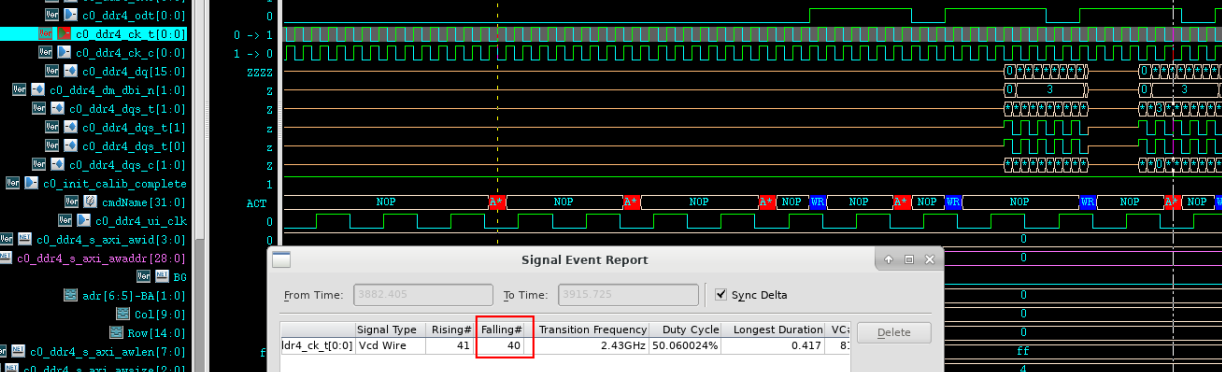 c0_ddr4_odt[0:0] 0
c0_ddr4_ck_t[0:0] 0 -> 1
c0_ddr4_ck_c[0:0] 1 -> 0
c0_ddr4_dq[15:0] ZZZZ 0 ******** 0
c0_ddr4_dm_dbi_n[1:0] z 0 3 0 3
c0_ddr4_dqs_t[1:0] z
c0_ddr4_dqs_t[1] z
c0_ddr4_dqs_t[0] z
c0_ddr4_dqs_c[1:0] z
c0_init_calib_complete 1
cmdName[31:0] ACT NOP A* NOP A* NOP A* NOP WR NOP A* NOP WR NOP WR NOP A* NOP
c0_ddr4_ui_clk 0
c0_ddr4_s_axi_awid[3:0] 0 0
c0_ddr4_s_axi_awaddr[28:0] 0
BG
adr[6:5]-BA[1:0] 0
Col[9:0] 0
Row[14:0] 0
c0_ddr4_s_axi_awlen[7:0] f ff
c0_ddr4_s_axi_awsize[2:0] 4
Signal Event Report
From Time: 3882.405 To Time: 3915.725 Sync Delta
Signal Type Rising# Falling# Transition Frequency Duty Cycle Longest Duration VC Delete
ddr4_ck_t[0:0] Vcd Wire 41 40 2.43GHz 50.060024% 0.417